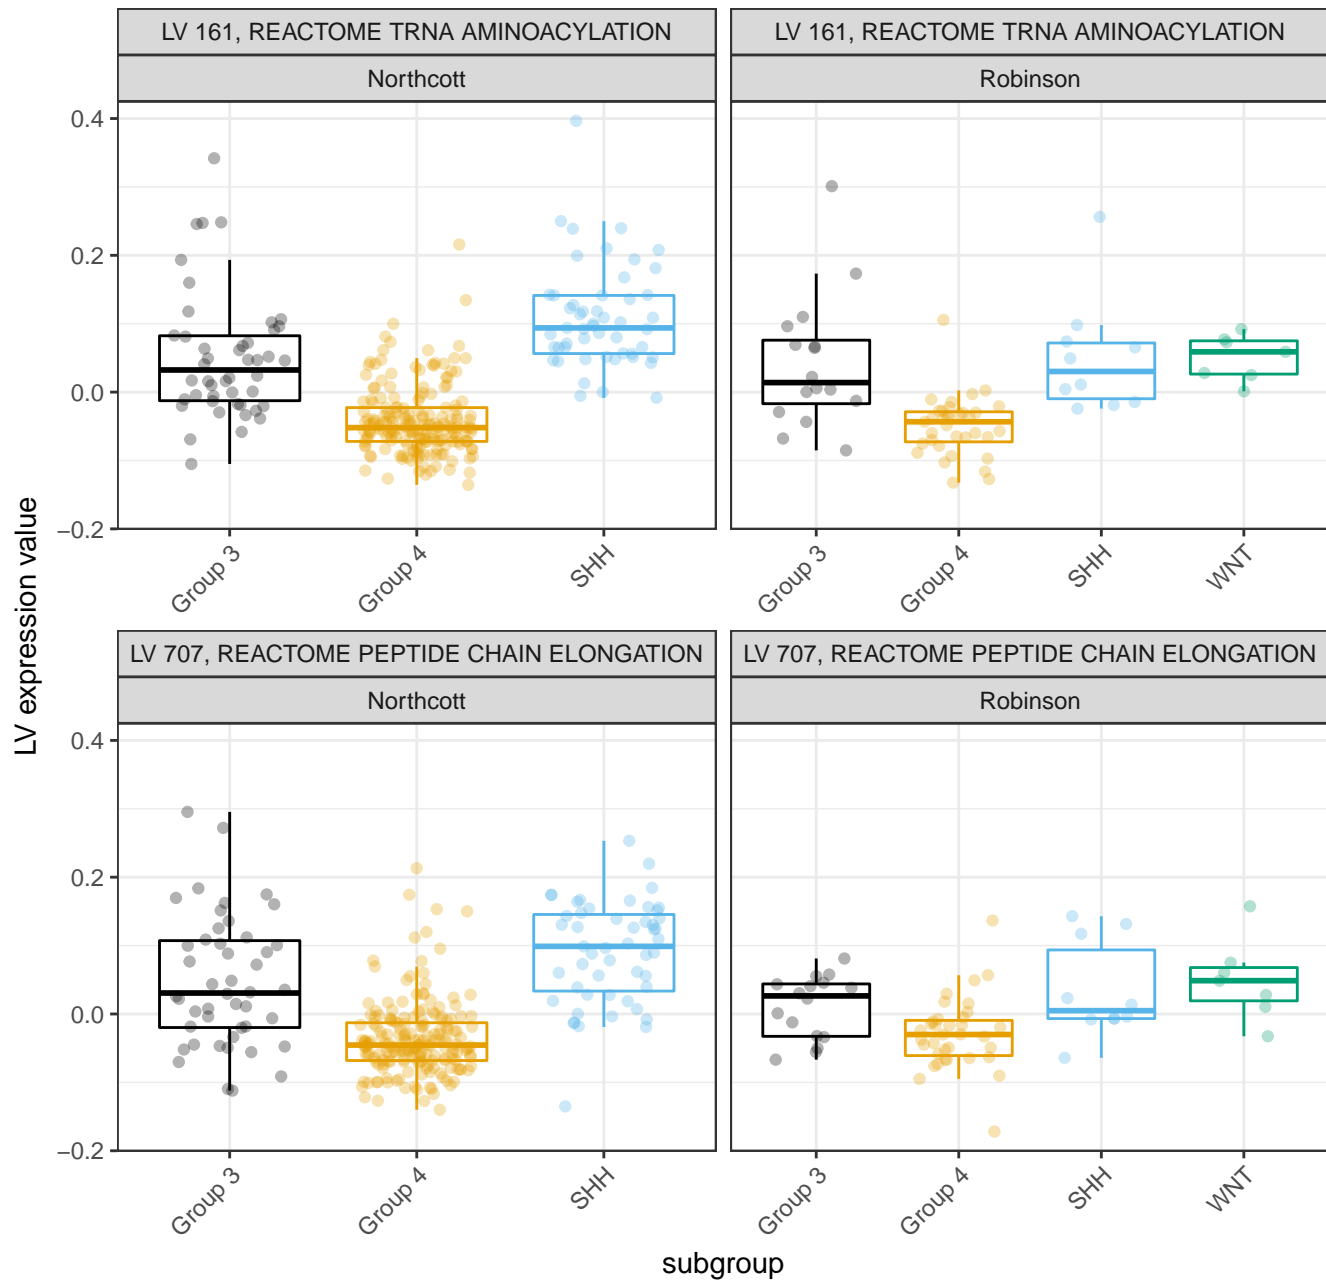 LV 161, REACTOME TRNA AMINOACYLATION
LV 161, REACTOME TRNA AMINOACYLATION
Northcott
Robinson
0.4
0.2
0.0
−0.2
Group 3
Group 4
SHH
Group 3
Group 4
SHH
WNT
LV expression value
LV 707, REACTOME PEPTIDE CHAIN ELONGATION
LV 707, REACTOME PEPTIDE CHAIN ELONGATION
Northcott
Robinson
0.4
0.2
0.0
−0.2
Group 3
Group 4
SHH
Group 3
Group 4
SHH
WNT
subgroup